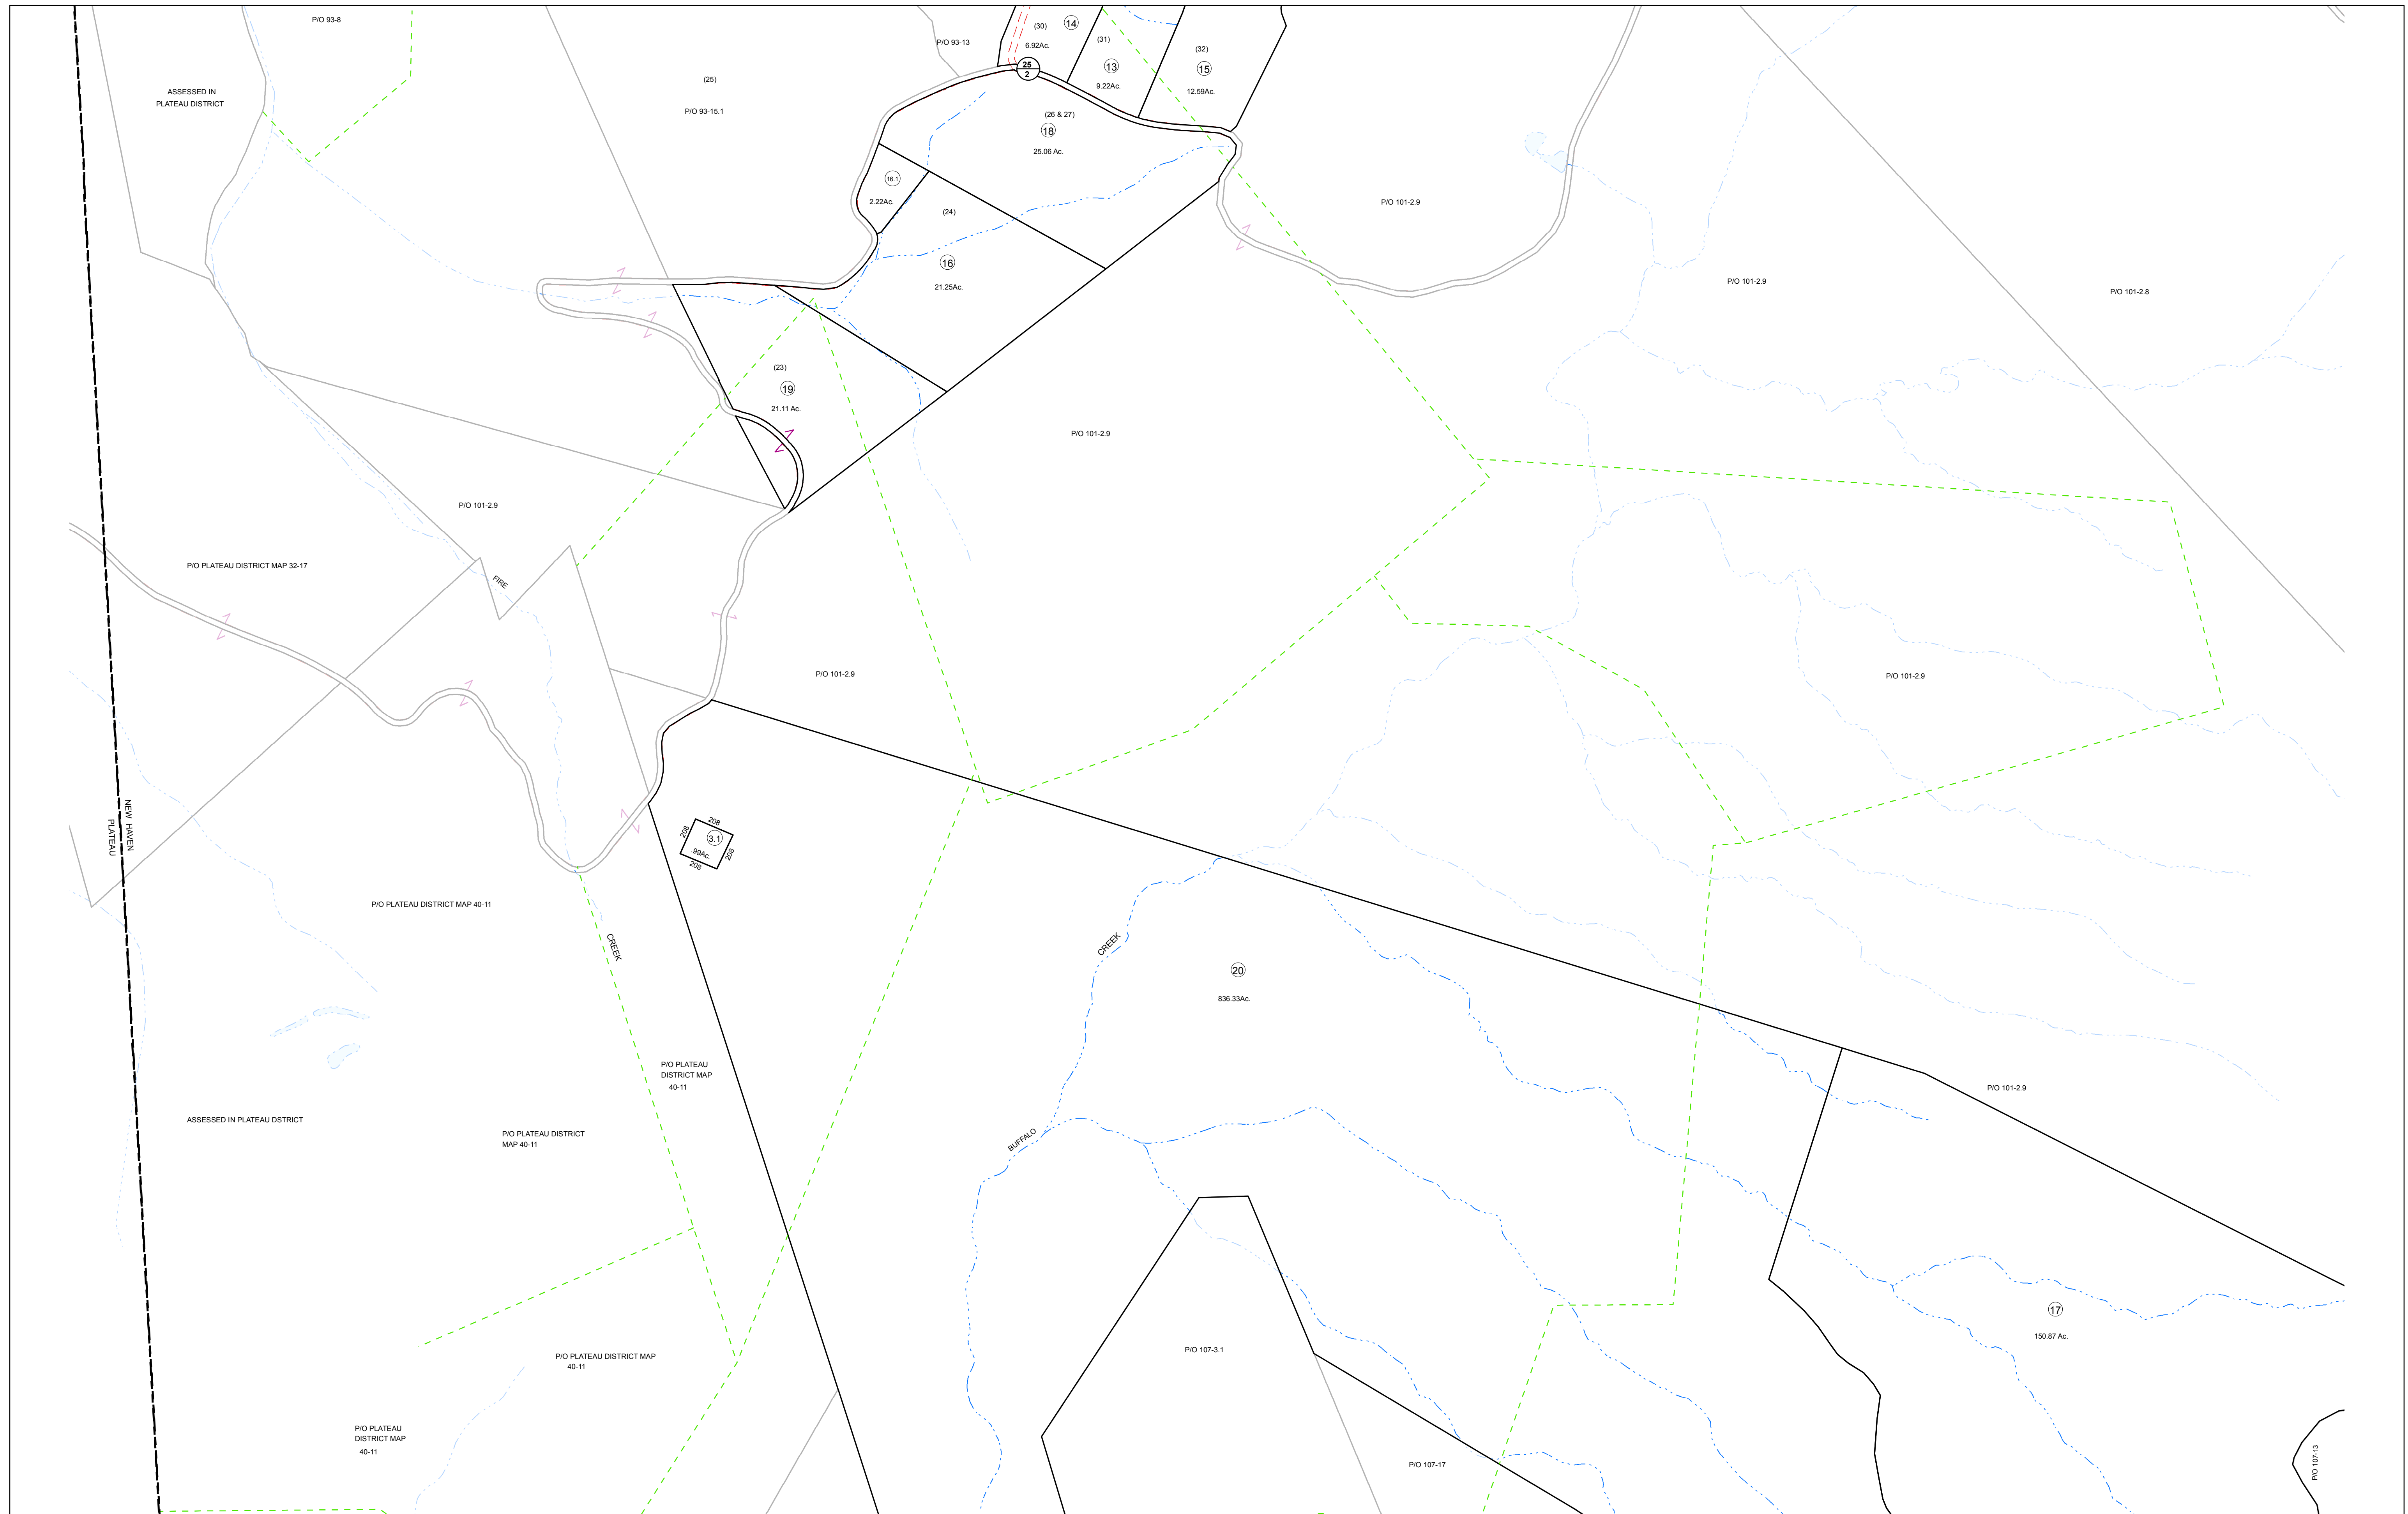 P/O 93-8
(30)
14
6.92Ac.
P/O 93-13
(31)
13
9.22Ac.
(32)
15
12.59Ac.
25
2
ASSESSED IN
PLATEAU DISTRICT
(25)
P/O 93-15.1
(26 & 27)
18
25.06 Ac.
16.1
2.22Ac.
(24)
16
21.25Ac.
P/O 101-2.9
P/O 101-2.9
P/O 101-2.8
(23)
19
21.11 Ac.
P/O 101-2.9
P/O 101-2.9
P/O PLATEAU DISTRICT MAP 32-17
FIRE
P/O 101-2.9
P/O 101-2.9
NEW HAVEN
PLATEAU
208
208
3.1
.99Ac.
208
208
P/O PLATEAU DISTRICT MAP 40-11
CREEK
CREEK
20
836.33Ac.
P/O PLATEAU
DISTRICT MAP
40-11
P/O 101-2.9
ASSESSED IN PLATEAU DSTRICT
P/O PLATEAU DISTRICT
MAP 40-11
BUFFALO
17
150.87 Ac.
P/O 107-3.1
P/O PLATEAU DISTRICT MAP
40-11
P/O PLATEAU
DISTRICT MAP
40-11
P/O 107-17
P/O 107-13